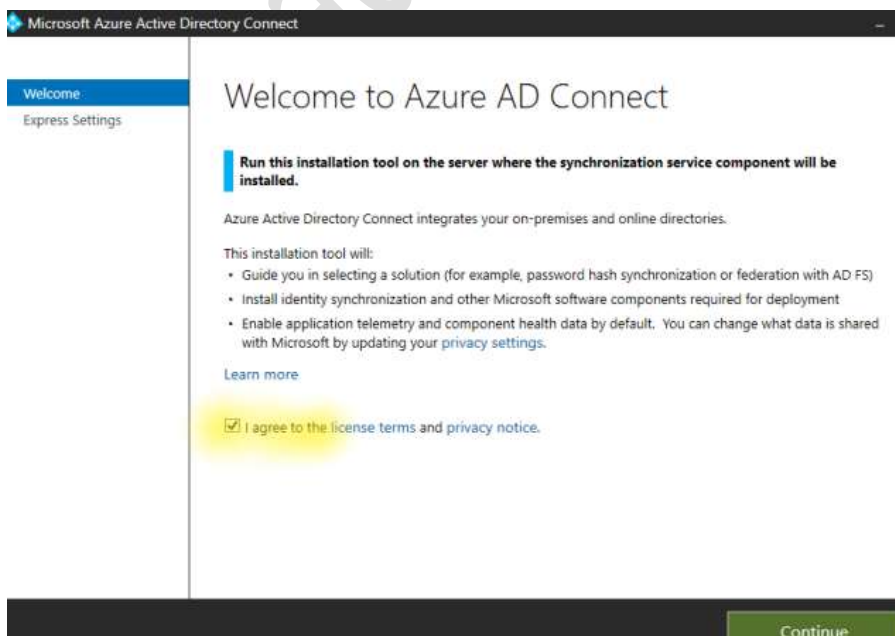 Microsoft Azure Active Directory Connect
Welcome
Express Settings
Welcome to Azure AD Connect
Run this installation tool on the server where the synchronization service component will be
installed.
Azure Active Directory Connect integrates your on-premises and online directories.
This installation tool will:
• Guide you in selecting a solution (for example, password hash synchronization or federation with AD FS)
• Install identity synchronization and other Microsoft software components required for deployment
• Enable application telemetry and component health data by default. You can change what data is shared
with Microsoft by updating your privacy settings.
Learn more
I agree to the license terms and privacy notice.
Continue